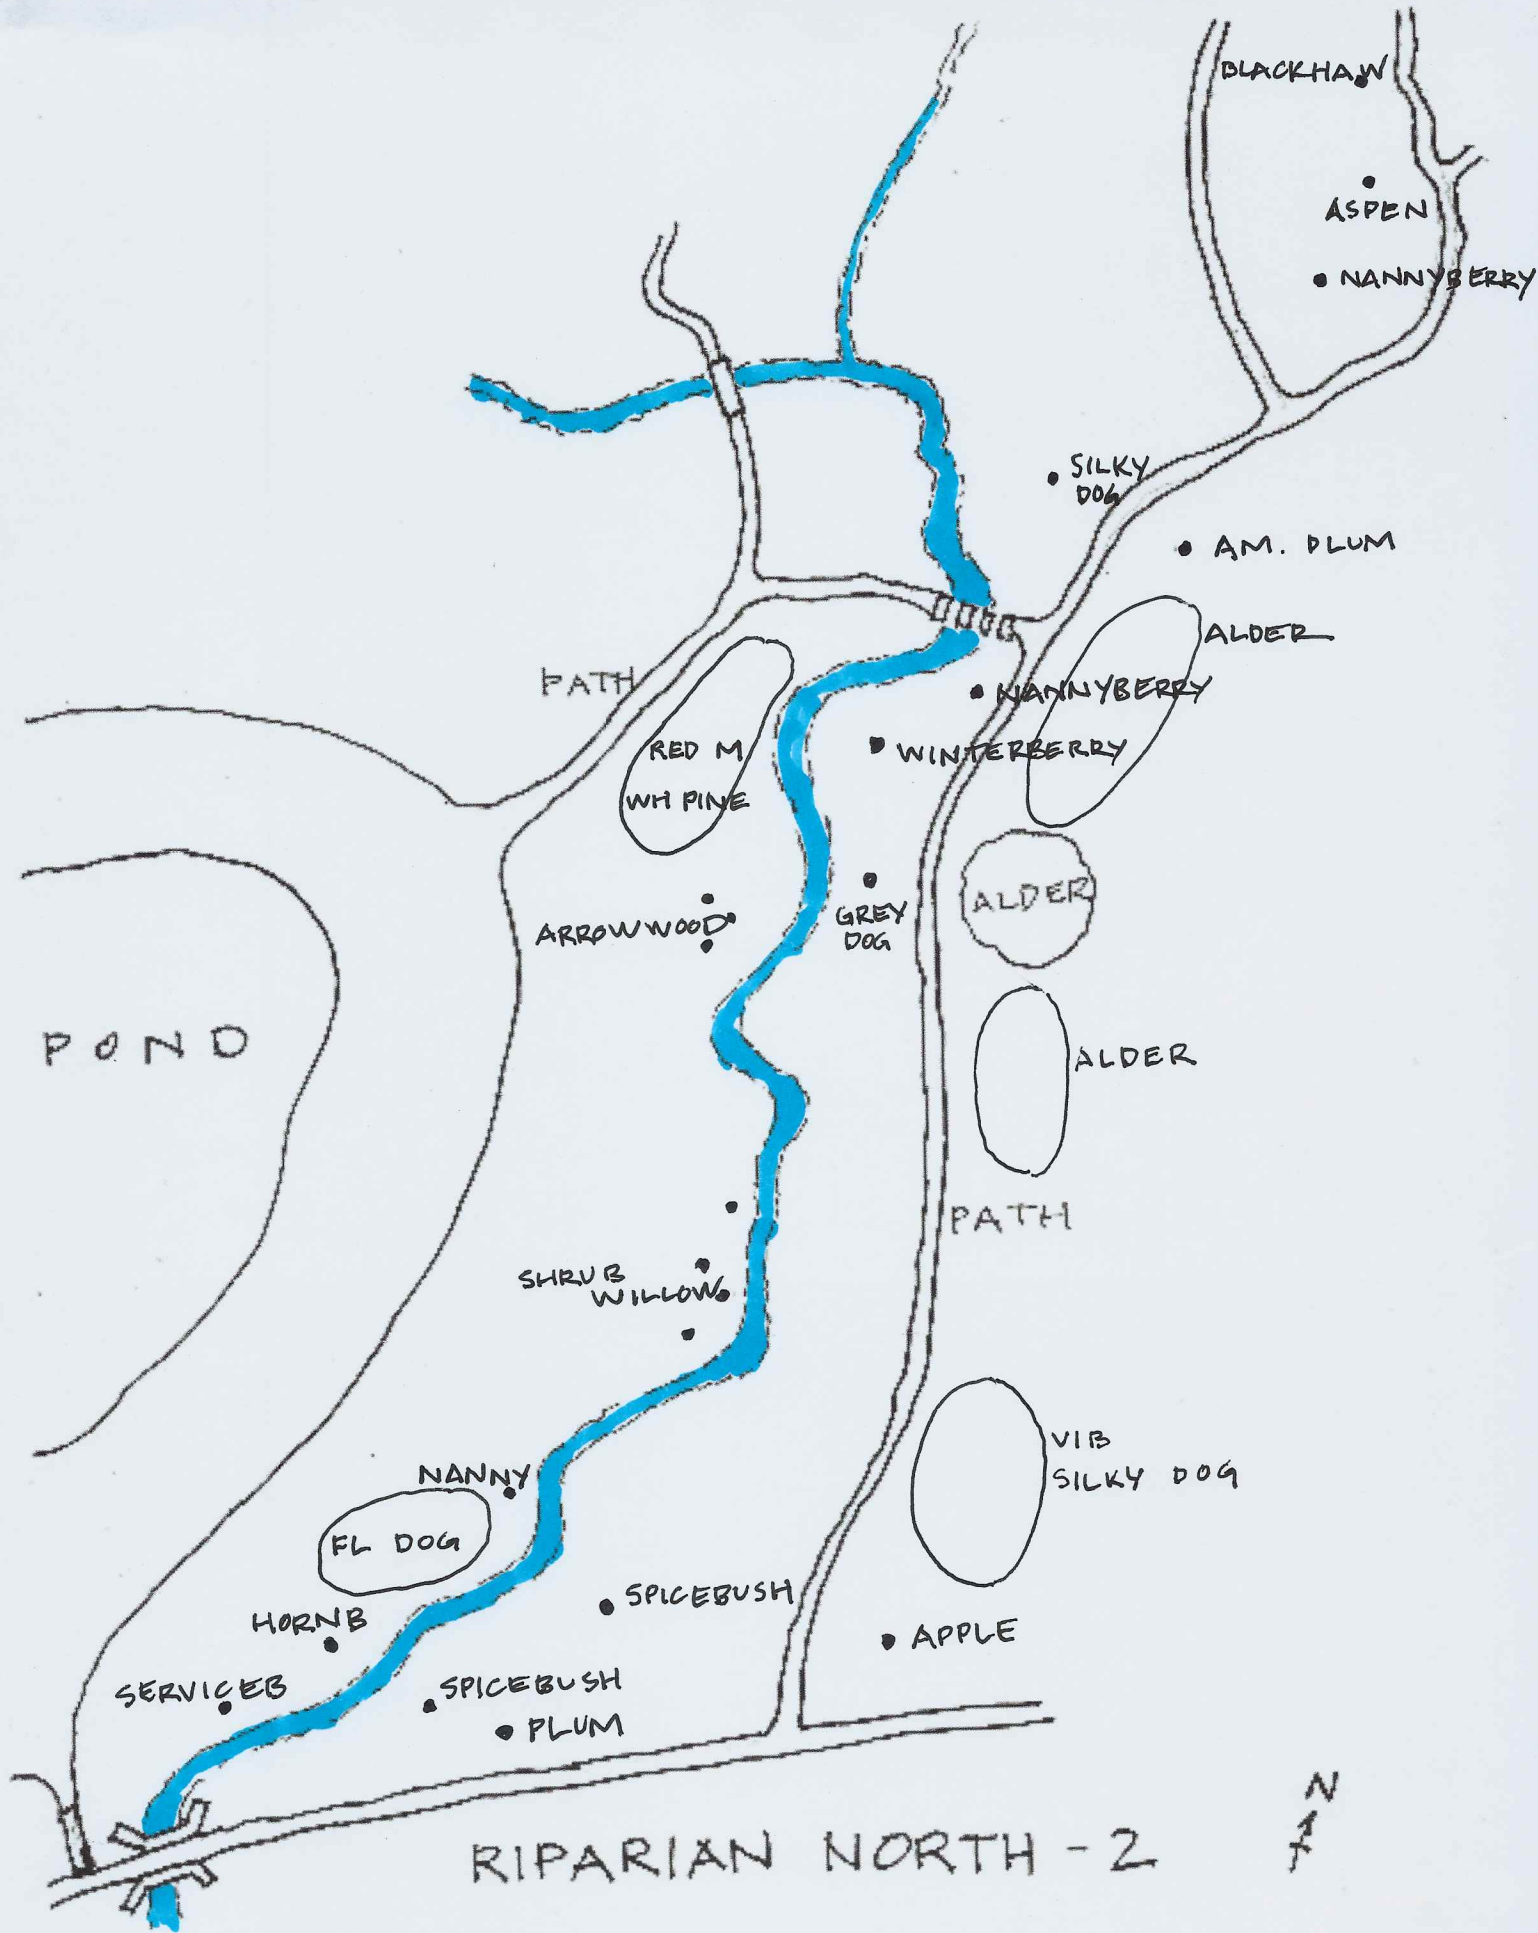 BLACKHAW
ASPEN
NANNYBERRY
SILKY
DOG
AM. PLUM
ALDER
PATH
NANNYBERRY
RED M
WINTERBERRY
WH PINE
ALDER
GREY
DOG
ARROWWOOD
POND
ALDER
PATH
SHRUB
WILLOW
VIB
SILKY DOG
NANNY
FL DOG
SPICEBUSH
HORNB
APPLE
SERVICEB
SPICEBUSH
PLUM
N
RIPARIAN NORTH - 2